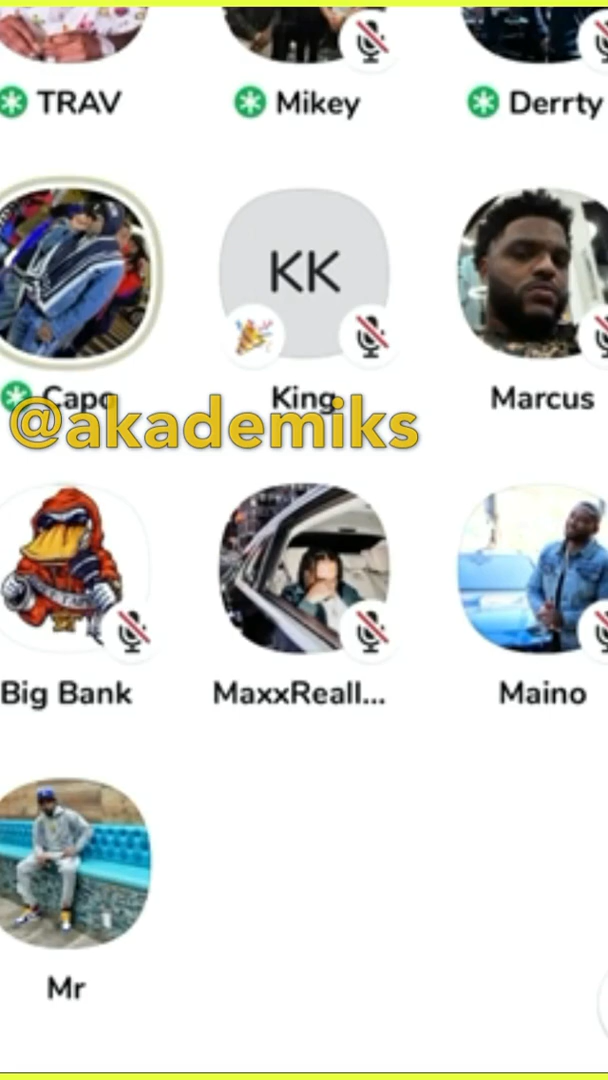 TRAV Mikey Derrty
KK
Capo King Marcus
@akademiks
Big Bank MaxxReall... Maino
Mr